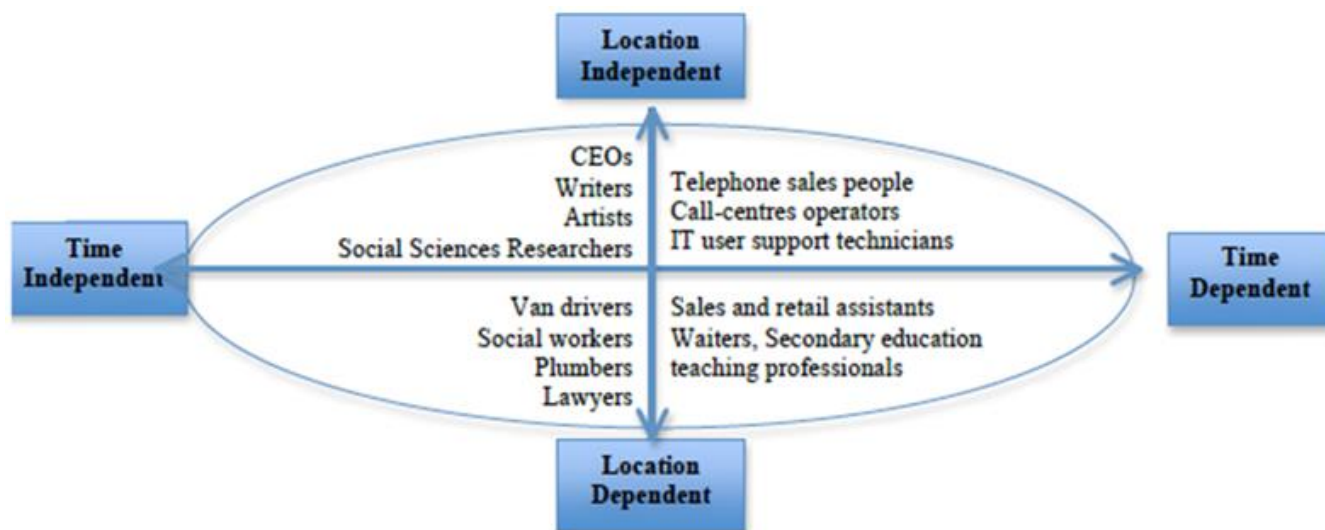 Location
Independent
CEOs
Writers
Artists
Social Sciences Researchers
Telephone sales people
Call-centres operators
IT user support technicians
Time
Independent
Time
Dependent
Van drivers
Social workers
Plumbers
Lawyers
Sales and retail assistants
Waiters, Secondary education
teaching professionals
Location
Dependent